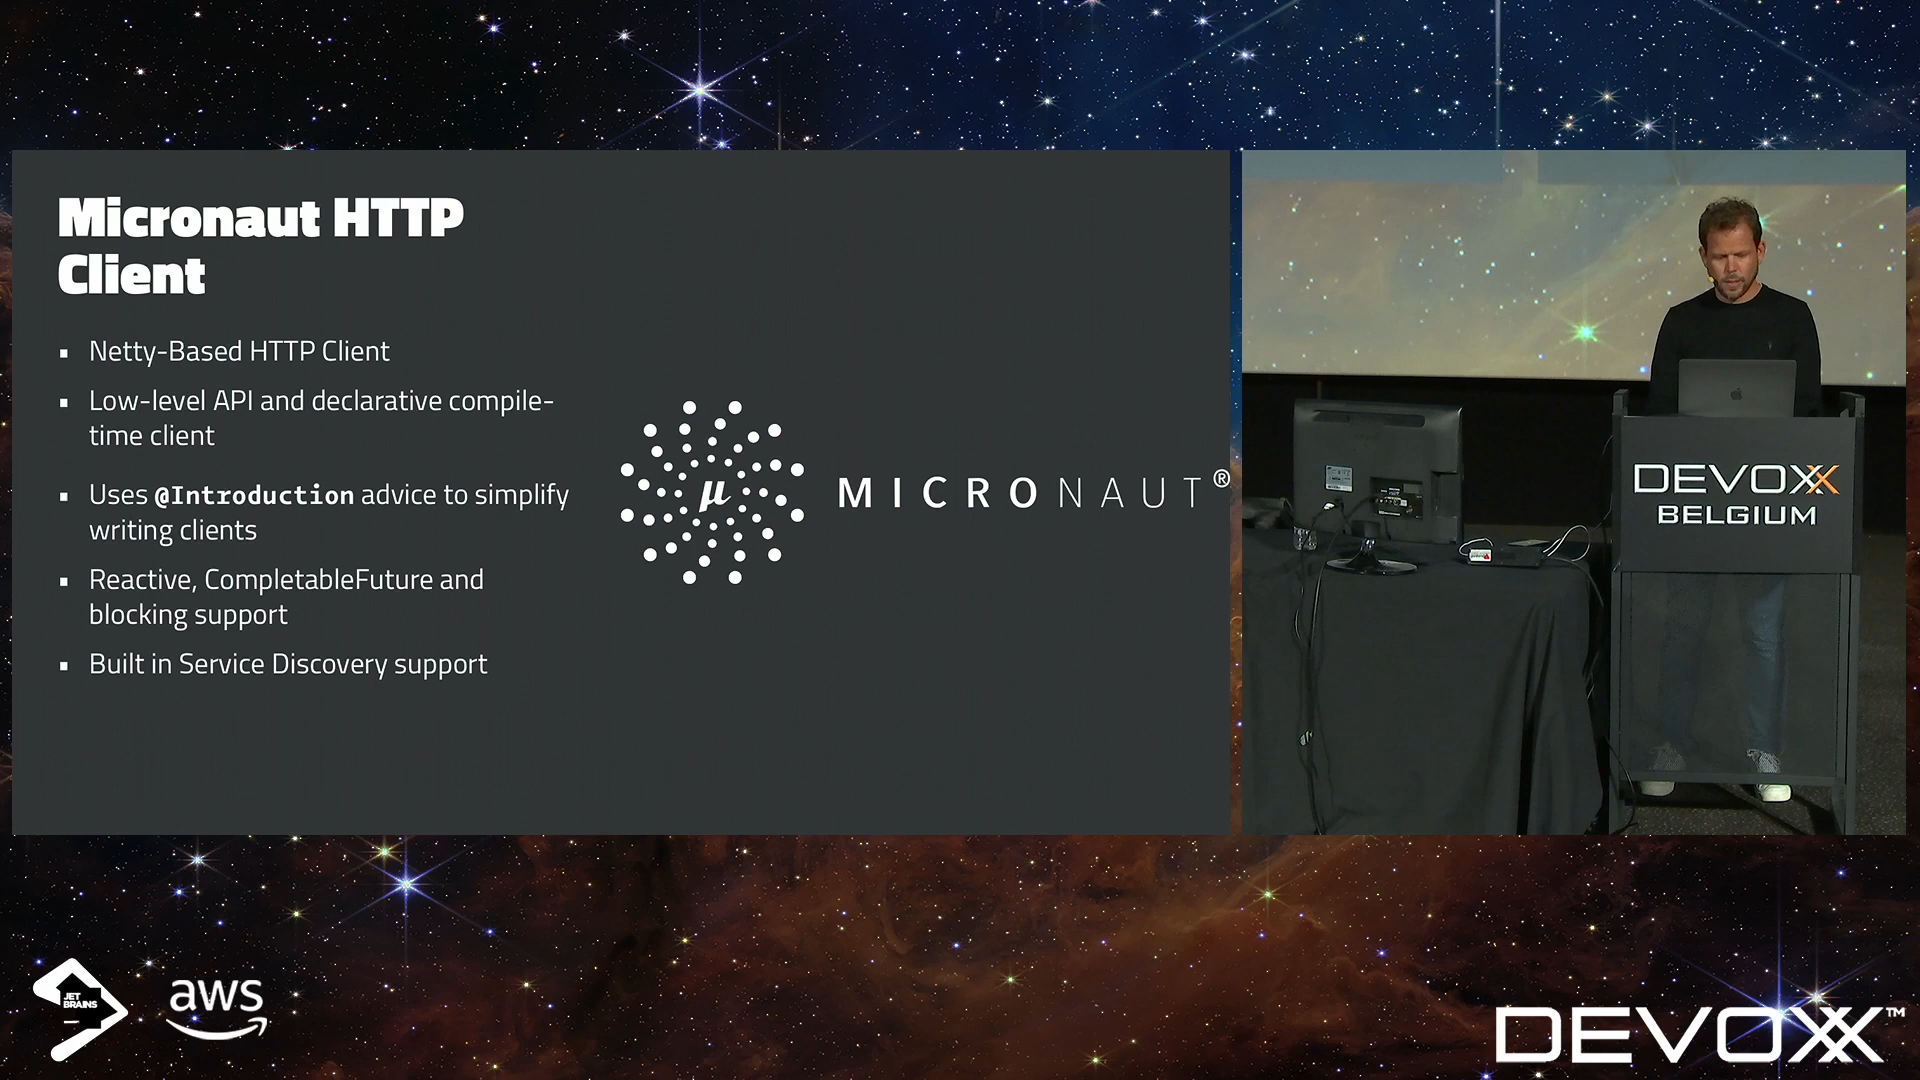 Micronaut HTTP
Client
▪ Netty-Based HTTP Client
▪ Low-level API and declarative compile-
time client
▪ Uses @Introduction advice to simplify
writing clients
▪ Reactive, CompletableFuture and
blocking support
▪ Built in Service Discovery support
μ
MICRONAUT®
DEVOXX
BELGIUM
JET
BRAINS
aws
DEVOXX™